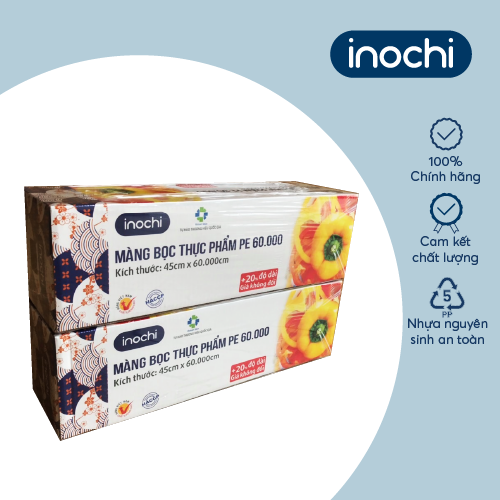 inochi
100%
Chính hãng
Cam kết
chất lượng
5
PP
Nhựa nguyên
sinh an toàn
inochi
MÀNG BỌC THỰC PHẨM PE 60.000
Kích thước: 45cm x 60.000cm
+20% độ dài
Giá không đổi
HACCP
inochi
MÀNG BỌC THỰC PHẨM PE 60.000
Kích thước: 45cm x 60.000cm
+20% độ dài
Giá không đổi
HACCP